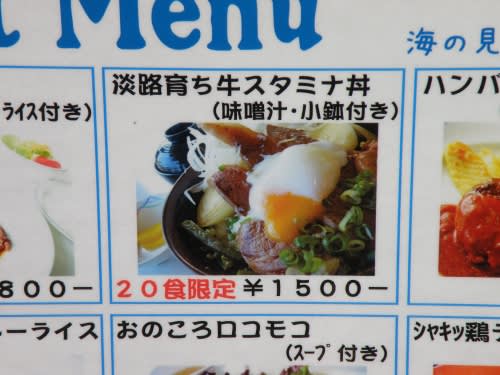 Menu
海の見
淡路育ち牛スタミナ丼
(味噌汁・小鉢付き)
ハンバ
ライス付き)
800ー
20食限定 ¥1500ー
ーライス
おのころロコモコ
(スープ付き)
シャキッ鶏